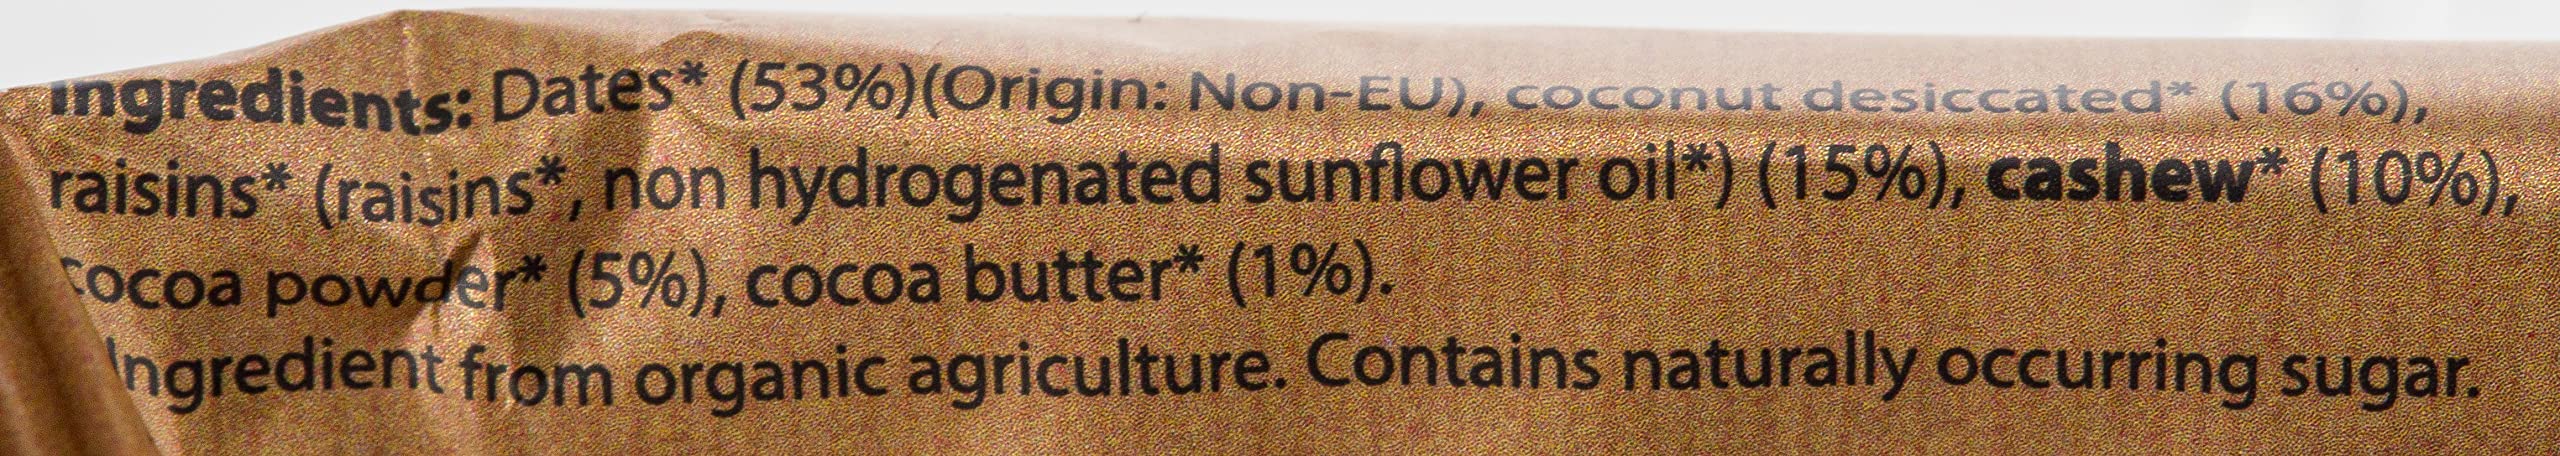 Ingredients: Dates* (53%)(Origin: Non-EU), coconut desiccated* (16%),
raisins* (raisins*, non hydrogenated sunflower oil*) (15%), cashew* (10%),
cocoa powder* (5%), cocoa butter* (1%).
Ingredient from organic agriculture. Contains naturally occurring sugar.